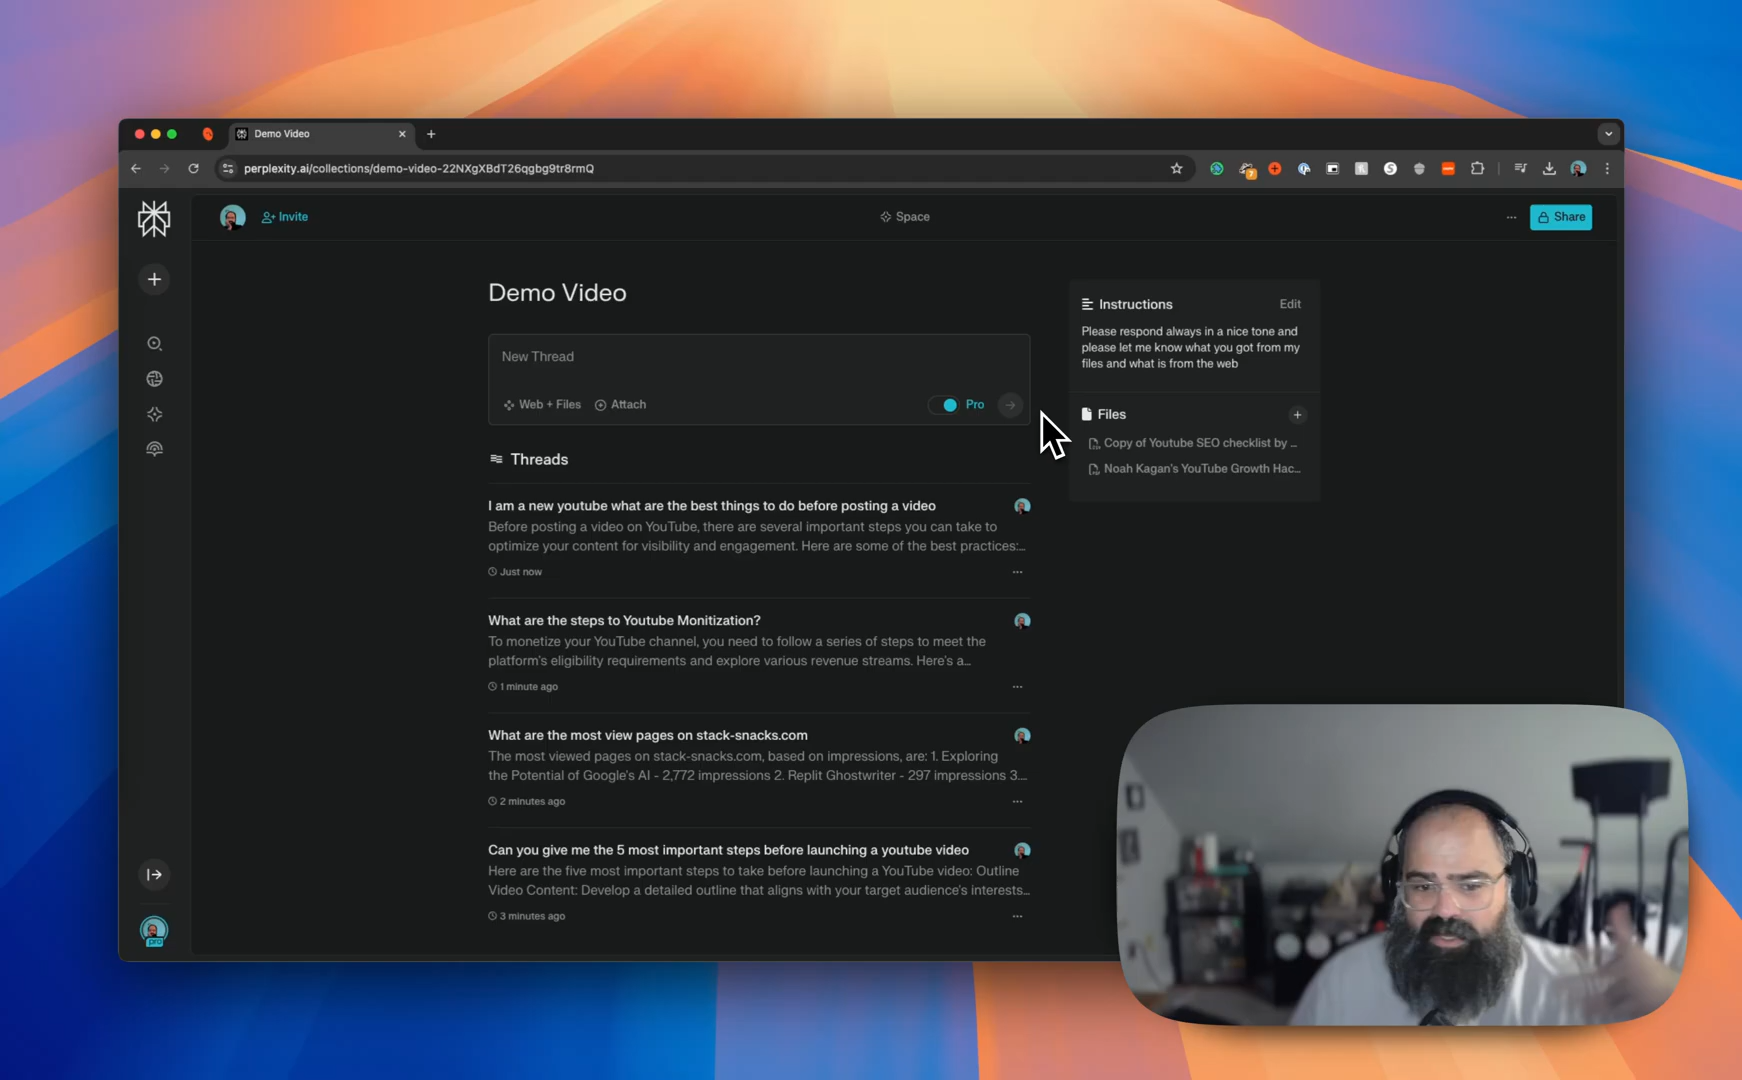 Demo Video
perplexity.ai/collections/demo-video-22NXgXBdT26qgbg9tr8rmQ
7
Invite
Space
Share
Demo Video
New Thread
Web + Files
Attach
Pro
Instructions
Edit
Please respond always in a nice tone and
please let me know what you got from my
files and what is from the web
Files
Copy of Youtube SEO checklist by ...
Noah Kagan's YouTube Growth Hac...
Threads
I am a new youtube what are the best things to do before posting a video
Before posting a video on YouTube, there are several important steps you can take to
optimize your content for visibility and engagement. Here are some of the best practices:...
Just now
What are the steps to Youtube Monitization?
To monetize your YouTube channel, you need to follow a series of steps to meet the
platform's eligibility requirements and explore various revenue streams. Here's a...
1 minute ago
What are the most view pages on stack-snacks.com
The most viewed pages on stack-snacks.com, based on impressions, are: 1. Exploring
the Potential of Google's AI - 2,772 impressions 2. Replit Ghostwriter - 297 impressions 3...
2 minutes ago
Can you give me the 5 most important steps before launching a youtube video
Here are the five most important steps to take before launching a YouTube video: Outline
Video Content: Develop a detailed outline that aligns with your target audience's interests...
3 minutes ago
pro